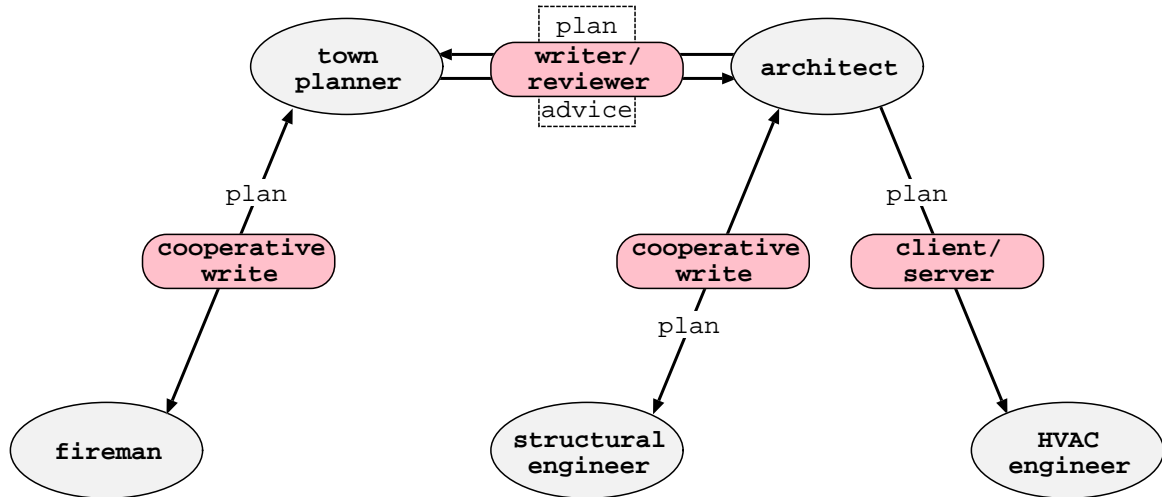 plan
town
planner
writer/
reviewer
architect
advice
plan
plan
cooperative
write
cooperative
write
client/
server
plan
fireman
structural
engineer
HVAC
engineer